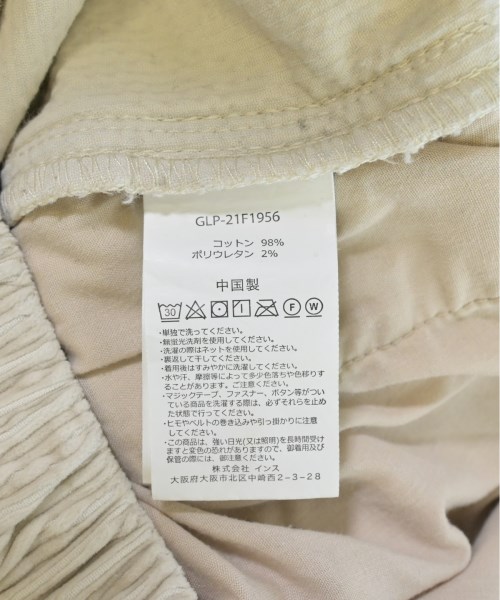 GLP-21F1956
コットン 98%
ポリウレタン 2%
中国製
30
F W
・単独で洗ってください。
・無蛍光洗剤を使用してください。
・洗濯の際はネットを使用してください。
・裏返して干してください。
・着用後はすみやかに洗濯してください。
・水や汗、摩擦等によって多少色落ちや色移りす
ることがあります。ご注意ください。
・マジックテープ、ファスナー、ボタン等がつい
ている商品を洗濯する際は、必ずそれらを止め
た状態で行ってください。
・ヒモやベルトの巻き込みや引っ掛かりに注意
してください。
・この商品は、強い日光(又は照明)を長時間受け
ますと変色の恐れがありますので、御着用及び
保管の際には、御注意ください。
株式会社 インス
大阪府大阪市北区中崎西2-3-28